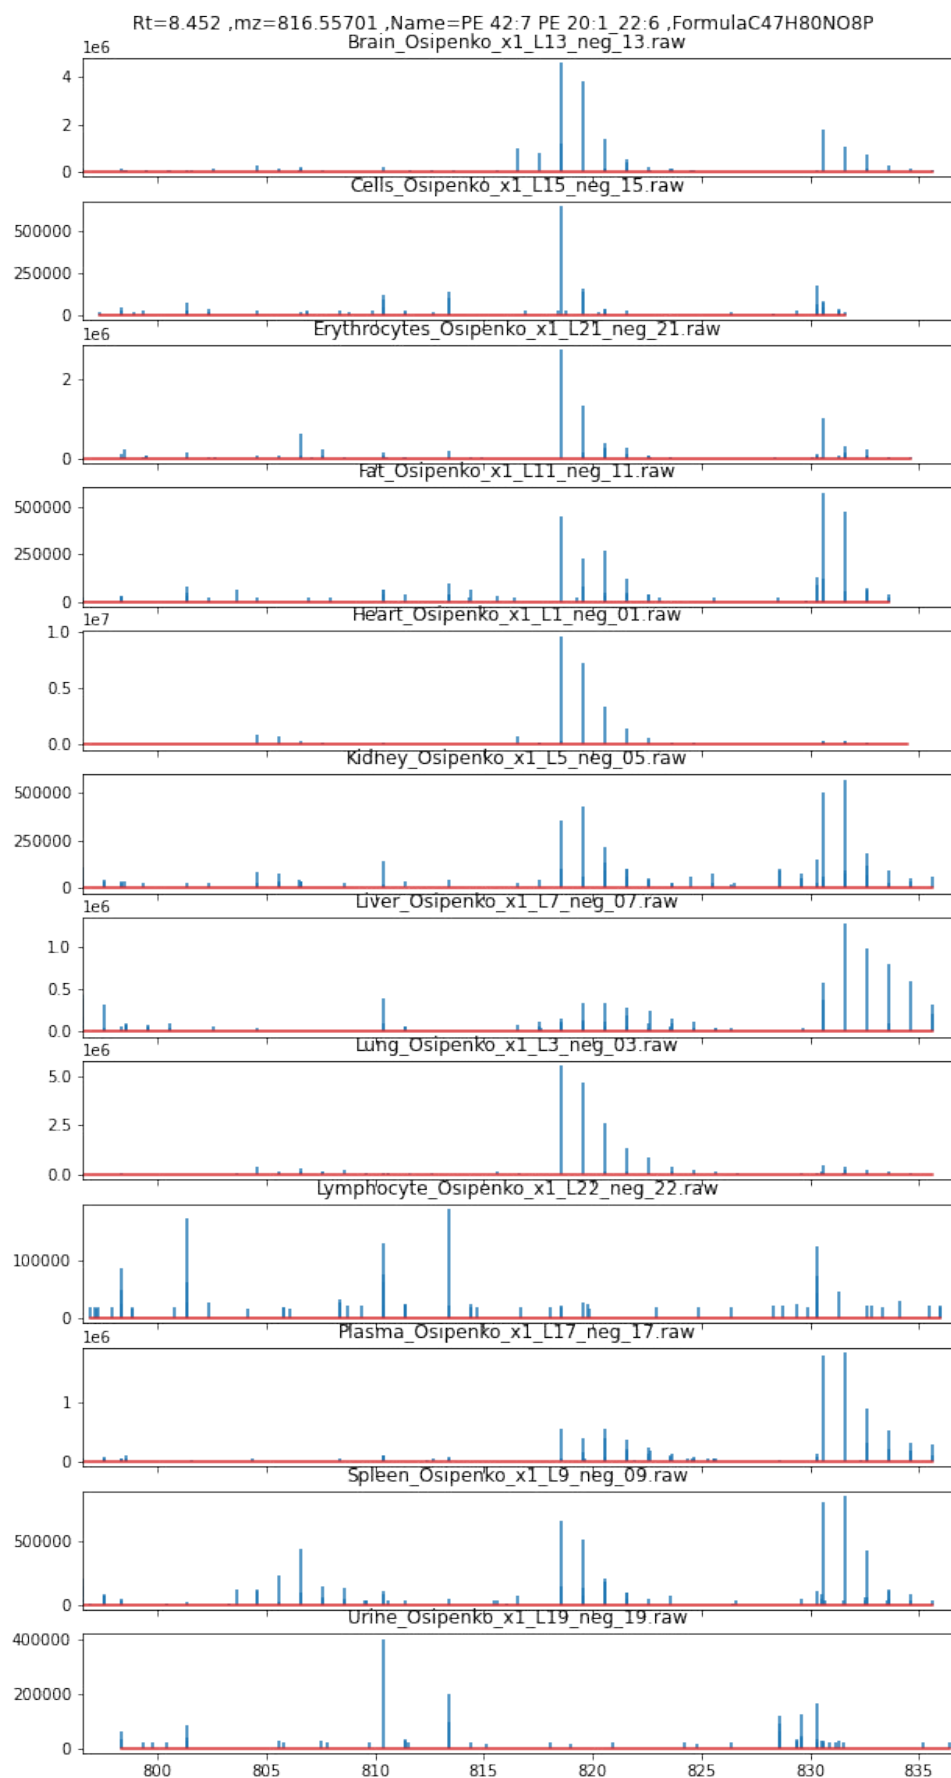 Rt=8.452 ,mz=816.55701 ,Name=PE 42:7 PE 20:1_22:6 ,FormulaC47H80NO8P
Brain_Osipenko_x1_L13_neg_13.raw
1e6
4
2
0
Cells_Osipenko_x1_L15_neg_15.raw
500000
250000
0
Erythrocytes_Osipenko_x1_L21_neg_21.raw
1e6
2
0
Fat_Osipenko_x1_L11_neg_11.raw
500000
250000
0
Heart_Osipenko_x1_L1_neg_01.raw
1e7
1.0
0.5
0.0
Kidney_Osipenko_x1_L5_neg_05.raw
500000
250000
0
Liver_Osipenko_x1_L7_neg_07.raw
1e6
1.0
0.5
0.0
Lung_Osipenko_x1_L3_neg_03.raw
1e6
5.0
2.5
0.0
Lymphocyte_Osipenko_x1_L22_neg_22.raw
100000
0
Plasma_Osipenko_x1_L17_neg_17.raw
1e6
1
0
Spleen_Osipenko_x1_L9_neg_09.raw
500000
0
Urine_Osipenko_x1_L19_neg_19.raw
400000
200000
0
800 805 810 815 820 825 830 835